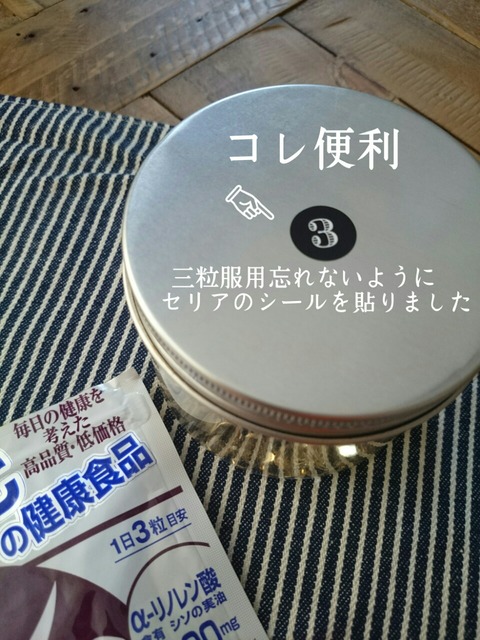 コレ便利
3
三粒服用忘れないように
セリアのシールを貼りました
毎日の健康を
考えた
高品質・低価格
の健康食品
1日3粒目安
α-リノレン酸
含有 シソの実油
mg